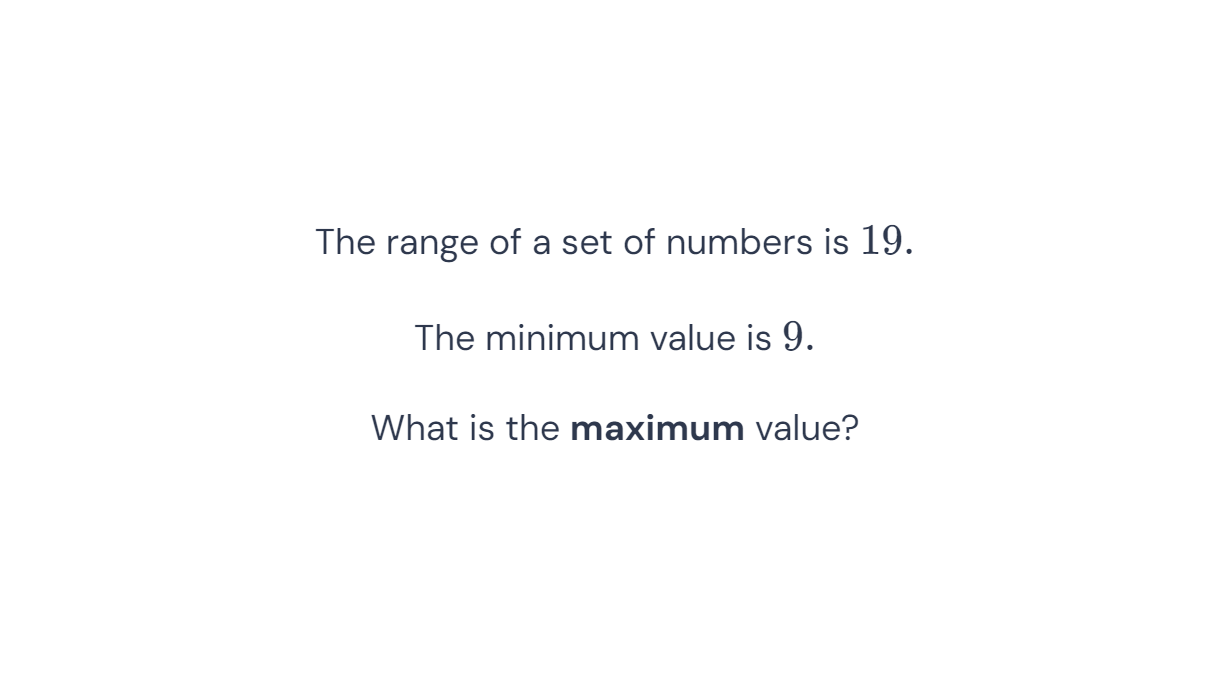 The range of a set of numbers is 19.
The minimum value is 9.
What is the maximum value?